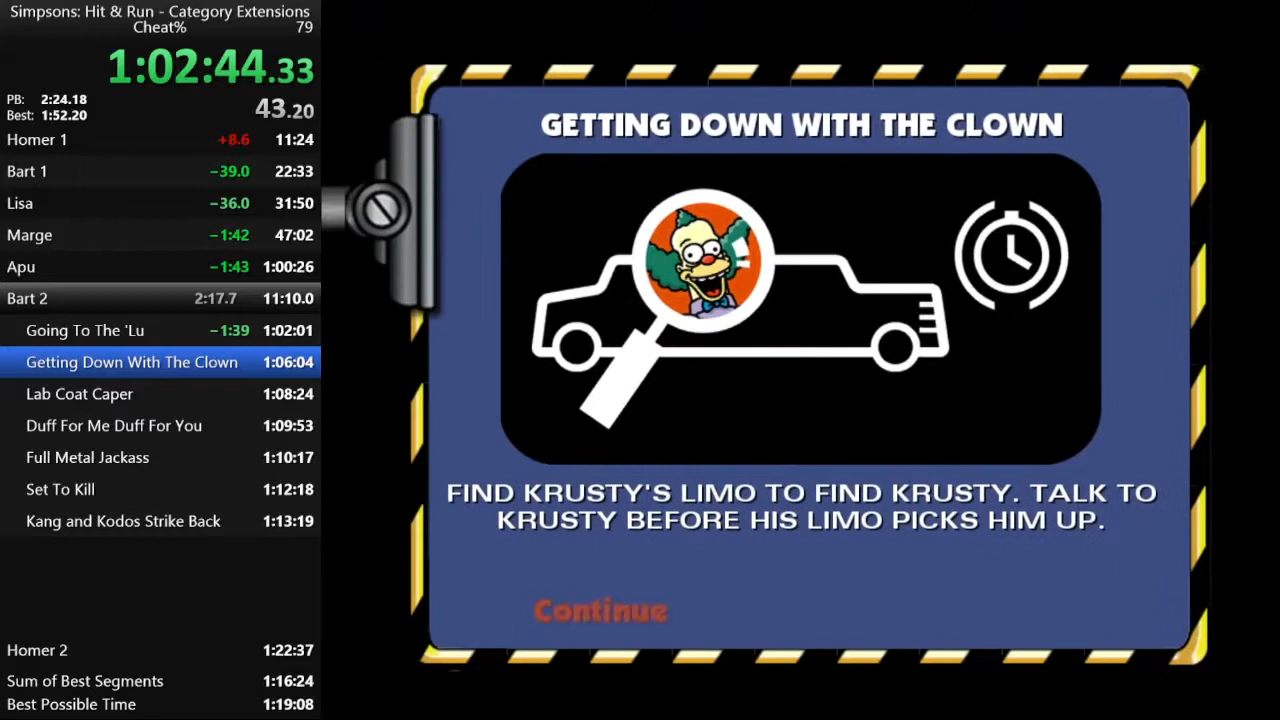 Simpsons: Hit & Run - Category Extensions
Cheat% 79
1:02:44.33
PB: 2:24.18
Best: 1:52.20
43.20
Homer 1 +8.6 11:24
Bart 1 −39.0 22:33
Lisa −36.0 31:50
Marge −1:42 47:02
Apu −1:43 1:00:26
Bart 2 2:17.7 11:10.0
Going To The 'Lu −1:39 1:02:01
Getting Down With The Clown 1:06:04
Lab Coat Caper 1:08:24
Duff For Me Duff For You 1:09:53
Full Metal Jackass 1:10:17
Set To Kill 1:12:18
Kang and Kodos Strike Back 1:13:19
Homer 2 1:22:37
Sum of Best Segments 1:16:24
Best Possible Time 1:19:08
GETTING DOWN WITH THE CLOWN
FIND KRUSTY'S LIMO TO FIND KRUSTY. TALK TO
KRUSTY BEFORE HIS LIMO PICKS HIM UP.
Continue